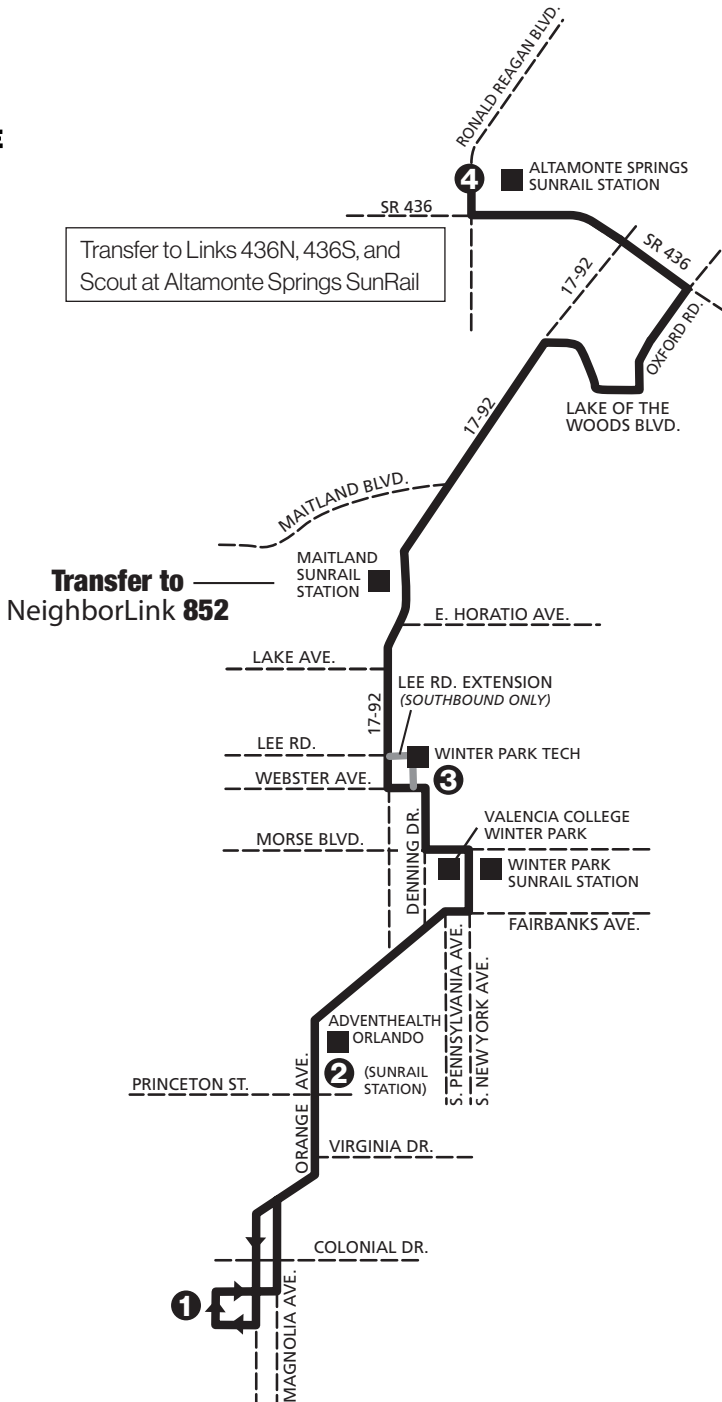 RONALD REAGAN BLVD.
4
ALTAMONTE SPRINGS
SUNRAIL STATION
SR 436
Transfer to Links 436N, 436S, and
Scout at Altamonte Springs SunRail
SR 436
17-92
OXFORD RD.
LAKE OF THE
WOODS BLVD.
17-92
MAITLAND BLVD.
MAITLAND
SUNRAIL
STATION
Transfer to
NeighborLink 852
E. HORATIO AVE.
LAKE AVE.
LEE RD. EXTENSION
(SOUTHBOUND ONLY)
17-92
LEE RD.
WINTER PARK TECH
WEBSTER AVE.
3
VALENCIA COLLEGE
WINTER PARK
MORSE BLVD.
DENNING DR.
WINTER PARK
SUNRAIL STATION
FAIRBANKS AVE.
S. PENNSYLVANIA AVE.
S. NEW YORK AVE.
ADVENTHEALTH
ORLANDO
2
(SUNRAIL
STATION)
PRINCETON ST.
ORANGE AVE.
VIRGINIA DR.
COLONIAL DR.
1
MAGNOLIA AVE.